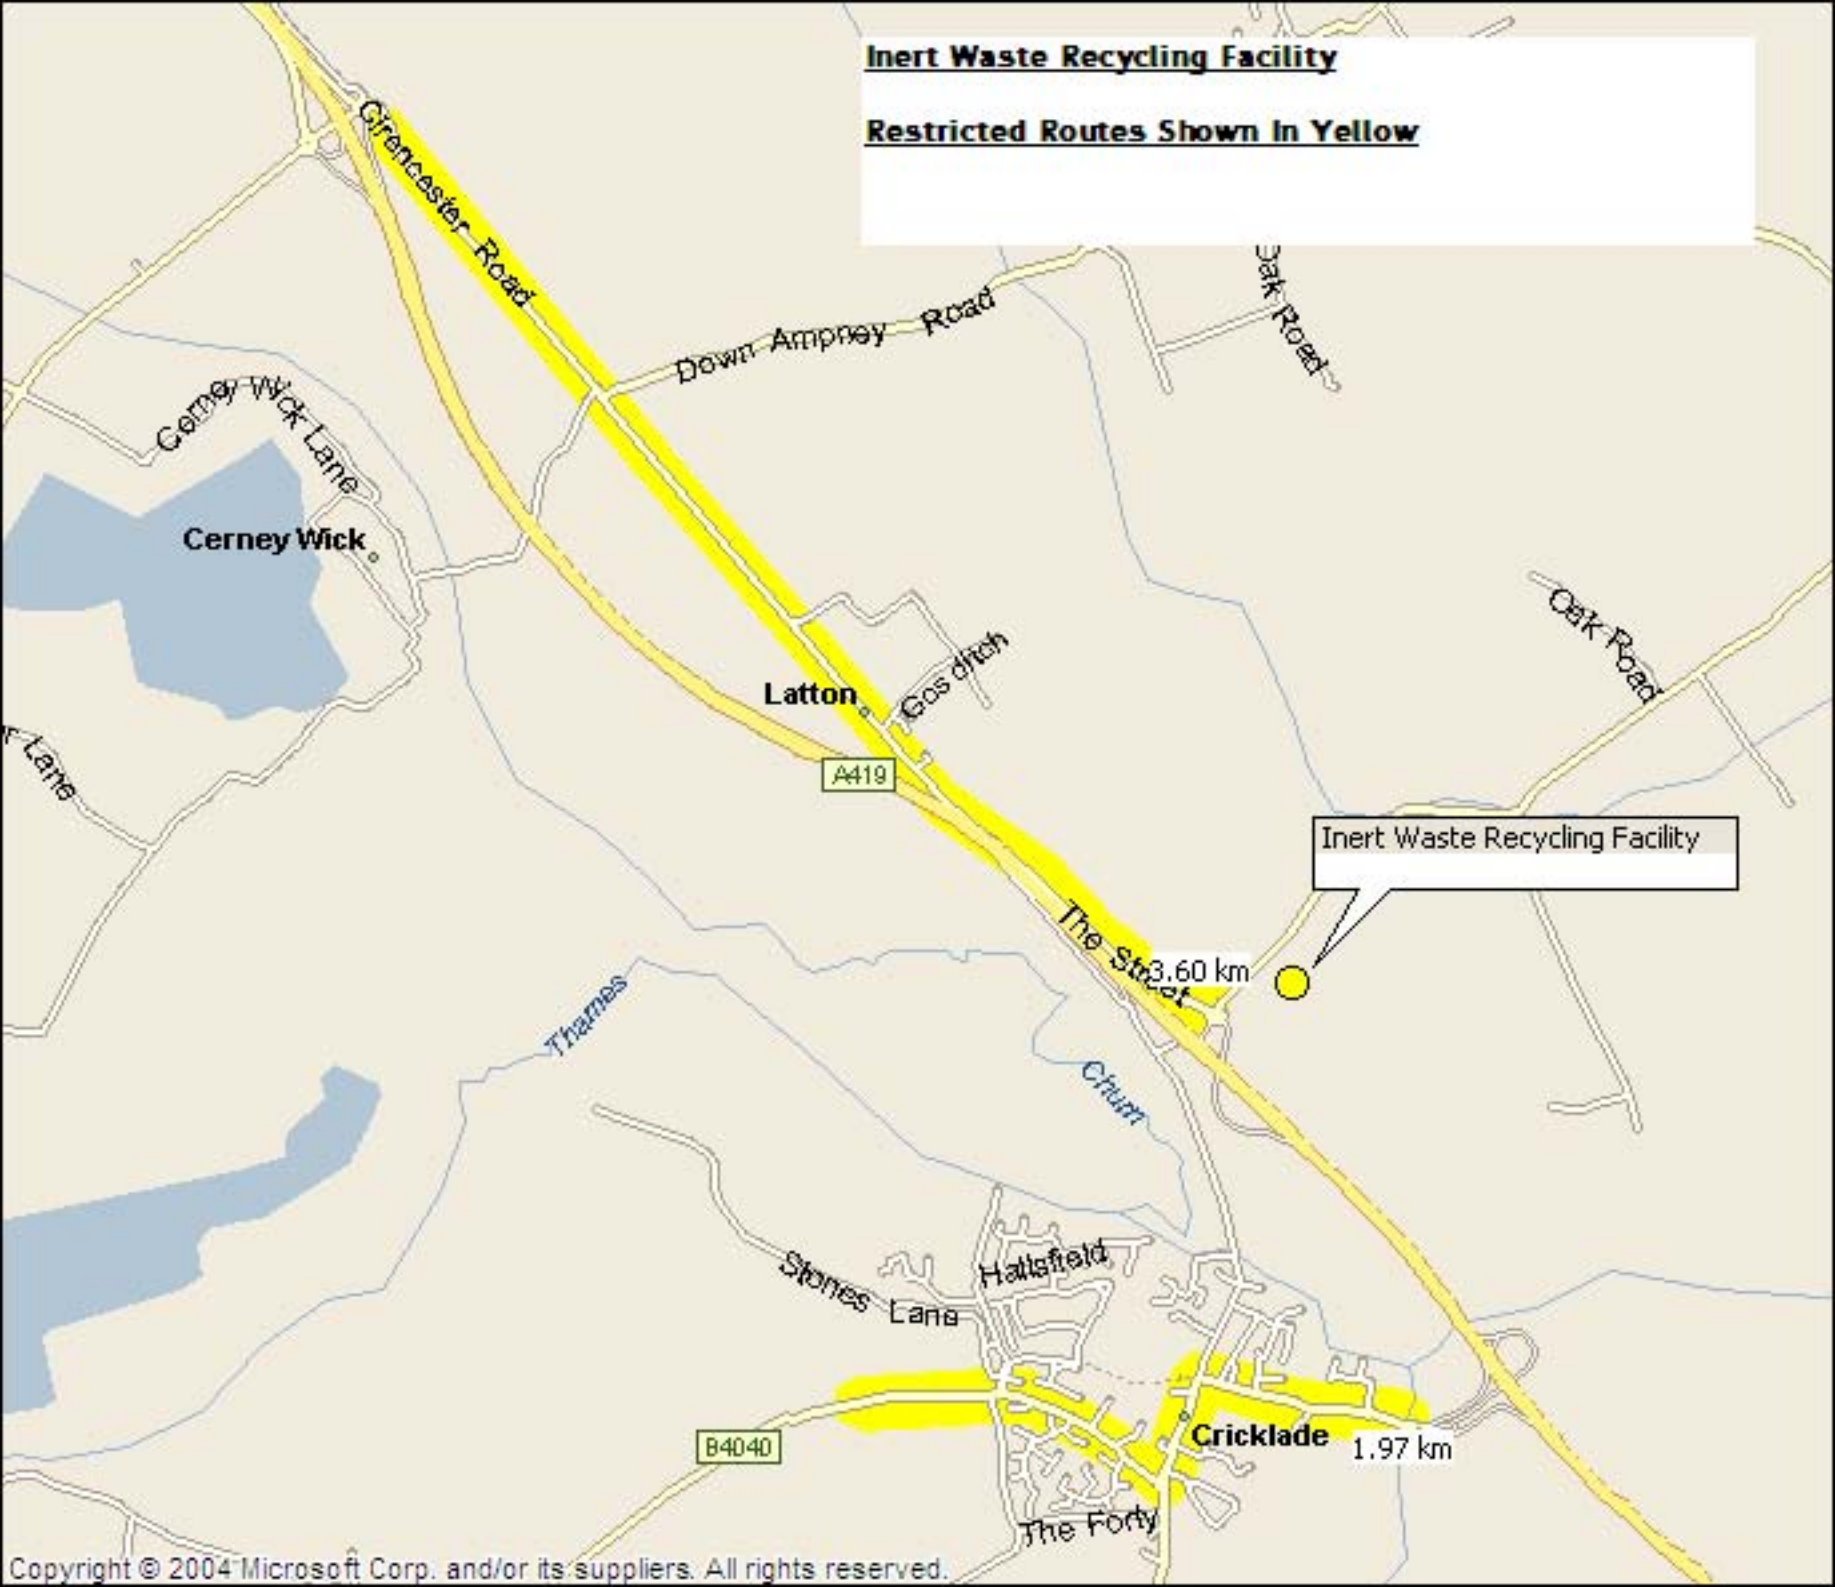 Inert Waste Recycling Facility
Restricted Routes Shown In Yellow
Cirencester Road
Oak Road
Down Ampney Road
Cerney Wick Lane
Cerney Wick
Oak Road
Gos ditch
Latton
r Lane
A419
Inert Waste Recycling Facility
The Street
3.60 km
Thames
Churn
Hallsfield
Stones Lane
Cricklade
B4040
1.97 km
The Forty
Copyright © 2004 Microsoft Corp. and/or its suppliers. All rights reserved.